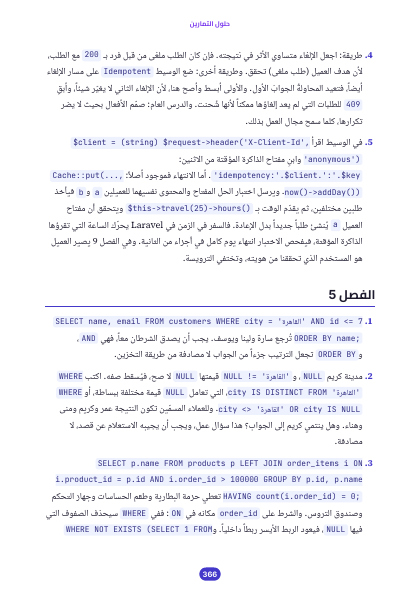 حلول التمارين
4. طريقة: اجعل الإلغاء متساوي الأثر في نتيجته. فإن كان الطلب ملغى من قبل فرد بـ 200 مع الطلب،
لأن هدف العميل (طلب ملغى) تحقق. وطريقة أخرى: ضع الوسيط Idempotent على مسار الإلغاء
أيضاً، فتعيد المحاولة الجواب الأول. والأولى أبسط وأصح هنا، لأن الإلغاء الثاني لا يغيّر شيئاً، وأبق
409 للطلبات التي لم يعد إلغاؤها ممكناً لأنها شُحنت. والدرس العام: صمّم الأفعال بحيث لا يضر
تكرارها، كلما سمح مجال العمل بذلك.
5. في الوسيط اقرأ $client = (string) $request->header('X-Client-Id',
'anonymous') وابنِ مفتاح الذاكرة المؤقتة من الاثنين:
'idempotency:'.$client.':'.$key . أما الانتهاء فموجود أصلاً: Cache::put(...,
now()->addDay()) . ويرسل اختبار الحل المفتاح والمحتوى نفسيهما للعميلين a و b فيأخذ
طلبين مختلفين، ثم يقدّم الوقت بـ $this->travel(25)->hours() ويتحقق أن مفتاح
العميل a يُنشئ طلباً جديداً بدل الإعادة. فالسفر في الزمن في Laravel يحرّك الساعة التي تقرؤها
الذاكرة المؤقتة، فيفحص الاختبار انتهاء يوم كامل في أجزاء من الثانية. وفي الفصل 9 يصير العميل
هو المستخدم الذي تحققنا من هويته، وتختفي الترويسة.
الفصل 5
1. SELECT name, email FROM customers WHERE city = 'القاهرة' AND id <= 7
ORDER BY name; تُرجع سارة ولينا ويوسف. يجب أن يصدق الشرطان معاً، فهي AND ،
و ORDER BY تجعل الترتيب جزءاً من الجواب لا مصادفة من طريقة التخزين.
2. مدينة كريم NULL ، و 'القاهرة' != NULL قيمتها NULL لا صح، فيُسقط صفه. اكتب WHERE
city IS DISTINCT FROM 'القاهرة' ، التي تعامل NULL قيمة مختلفة ببساطة، أو WHERE
city <> 'القاهرة' OR city IS NULL . وللعملاء المسمّين تكون النتيجة عمر وكريم ومنى
وهناء. وهل ينتمي كريم إلى الجواب؟ هذا سؤال عمل، ويجب أن يجيبه الاستعلام عن قصد، لا
مصادفة.
3. SELECT p.name FROM products p LEFT JOIN order_items i ON
i.product_id = p.id AND i.order_id > 100000 GROUP BY p.id, p.name
HAVING count(i.order_id) = 0; تعطي حزمة البطارية وطقم الحساسات وجهاز التحكم
وصندوق التروس. والشرط على order_id مكانه في ON : ففي WHERE سيحذف الصفوف التي
فيها NULL ، فيعود الربط الأيسر ربطاً داخلياً. وWHERE NOT EXISTS (SELECT 1 FROM
366